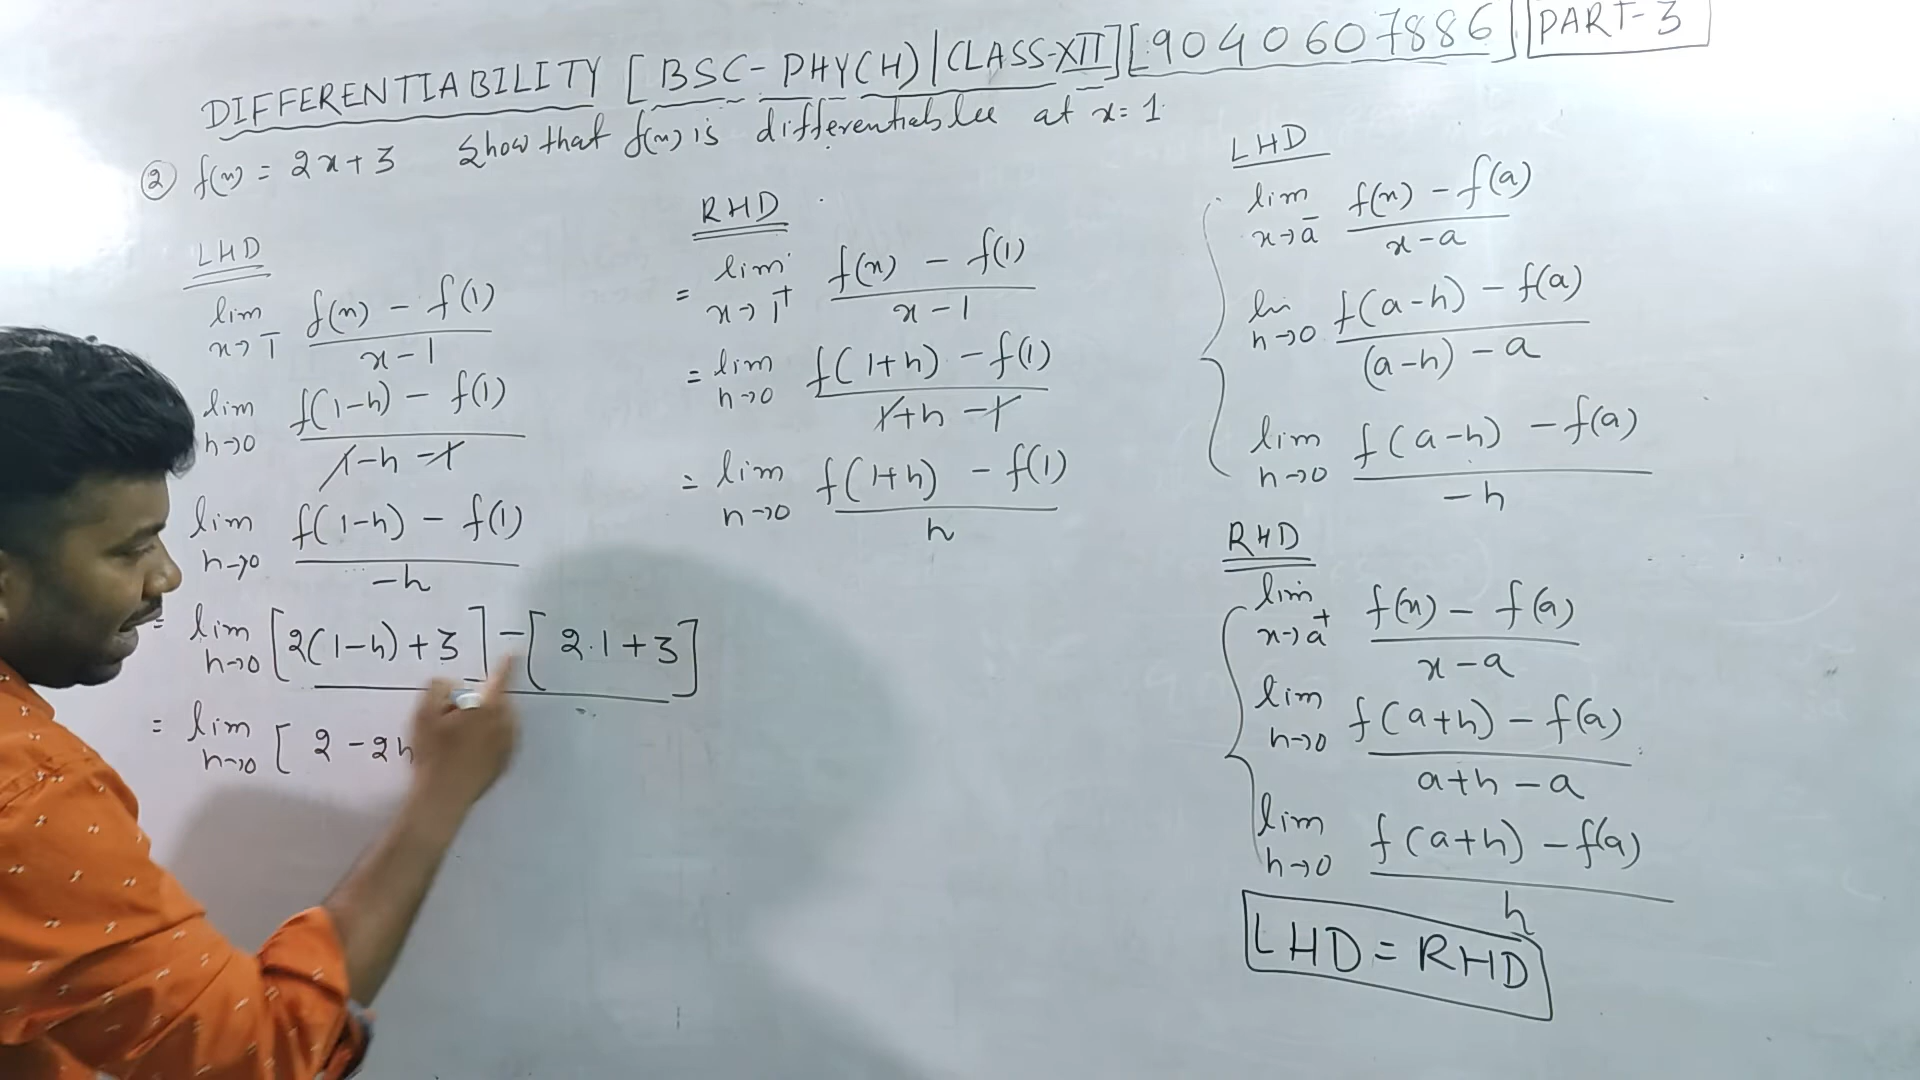 DIFFERENTIABILITY [BSC-PHYCH)|CLASS-XII][9040607886] PART-3
② f(x) = 2x+3 Show that f(x) is differentiablee at x=1.
LHD
lim x→1⁻ f(x) - f(1) / x-1
lim h→0 f(1-h) - f(1) / 1-h-1
lim h→0 f(1-h) - f(1) / -h
= lim h→0 [2(1-h)+3] - [2.1+3]
= lim h→0 [2-2h
RHD
= lim x→1⁺ f(x) - f(1) / x-1
= lim h→0 f(1+h) - f(1) / 1+h-1
= lim h→0 f(1+h) - f(1) / h
LHD
lim x→a⁻ f(x) - f(a) / x-a
lim h→0 f(a-h) - f(a) / (a-h)-a
lim h→0 f(a-h) - f(a) / -h
RHD
lim x→a⁺ f(x) - f(a) / x-a
lim h→0 f(a+h) - f(a) / a+h-a
lim h→0 f(a+h) - f(a) / h
LHD = RHD